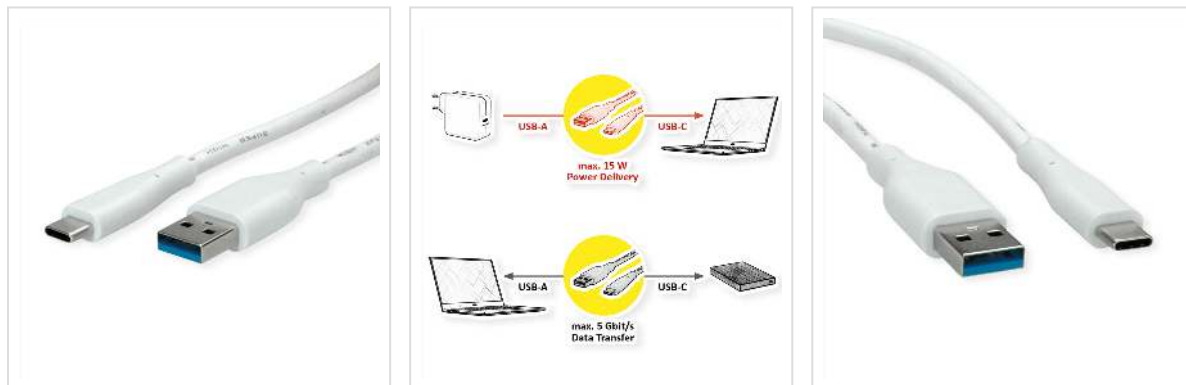 USB-A
USB-C
max. 15 W
Power Delivery
USB-A
USB-C
max. 5 Gbit/s
Data Transfer